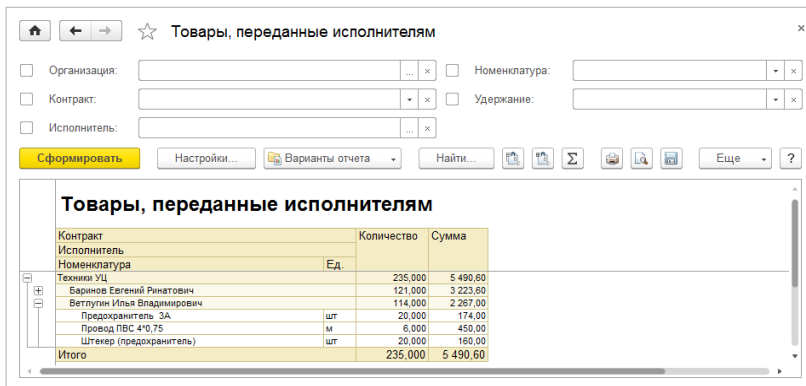 Товары, переданные исполнителям
Организация: Номенклатура:
Контракт: Удержание:
Исполнитель:
Сформировать Настройки... Варианты отчета Найти... Σ Еще ?
Товары, переданные исполнителям
Контракт Количество Сумма
Исполнитель
Номенклатура Ед.
Техники УЦ 235,000 5 490,60
Баринов Евгений Ринатович 121,000 3 223,60
Ветлугин Илья Владимирович 114,000 2 267,00
Предохранитель 3А шт 20,000 174,00
Провод ПВС 4*0,75 м 6,000 450,00
Штекер (предохранитель) шт 20,000 160,00
Итого 235,000 5 490,60